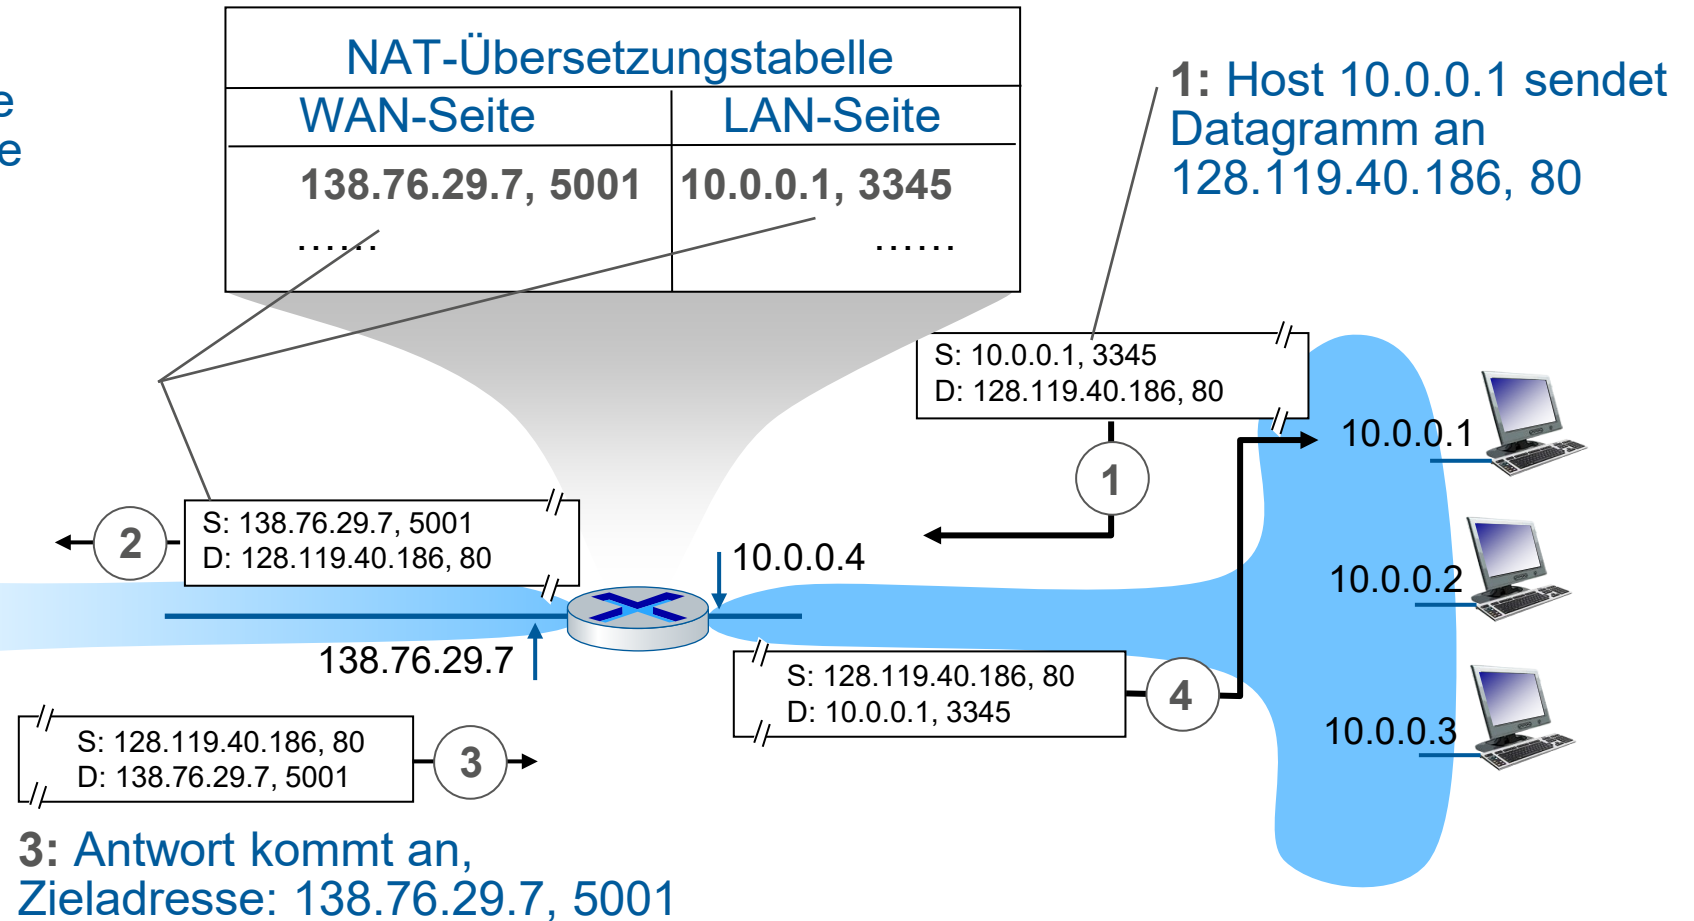 NAT-Übersetzungstabelle
WAN-Seite LAN-Seite
138.76.29.7, 5001 10.0.0.1, 3345
...... ......
1: Host 10.0.0.1 sendet
Datagramm an
128.119.40.186, 80
e
e
S: 10.0.0.1, 3345
D: 128.119.40.186, 80
1
10.0.0.1
S: 138.76.29.7, 5001
D: 128.119.40.186, 80
2
10.0.0.4
10.0.0.2
138.76.29.7
S: 128.119.40.186, 80
D: 10.0.0.1, 3345
4
10.0.0.3
S: 128.119.40.186, 80
D: 138.76.29.7, 5001
3
3: Antwort kommt an,
Zieladresse: 138.76.29.7, 5001